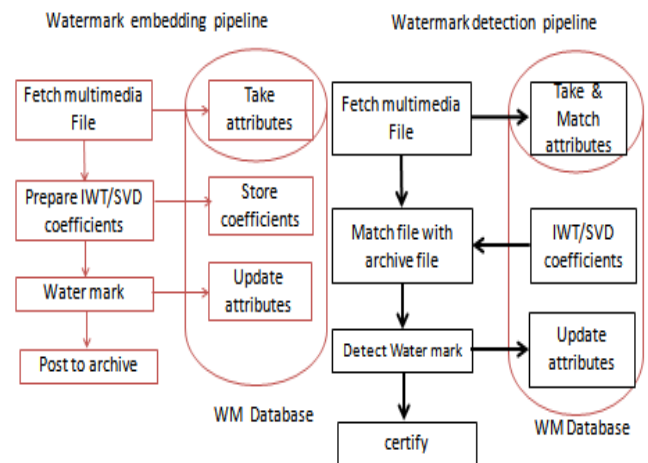 Watermark embedding pipeline
Fetch multimedia
File
Take
attributes
Prepare IWT/SVD
coefficients
Store
coefficients
Water mark
Update
attributes
Post to archive
WM Database
Watermark detection pipeline
Fetch multimedia
File
Take &
Match
attributes
Match file with
archive file
IWT/SVD
coefficients
Detect Water mark
Update
attributes
certify
WM Database